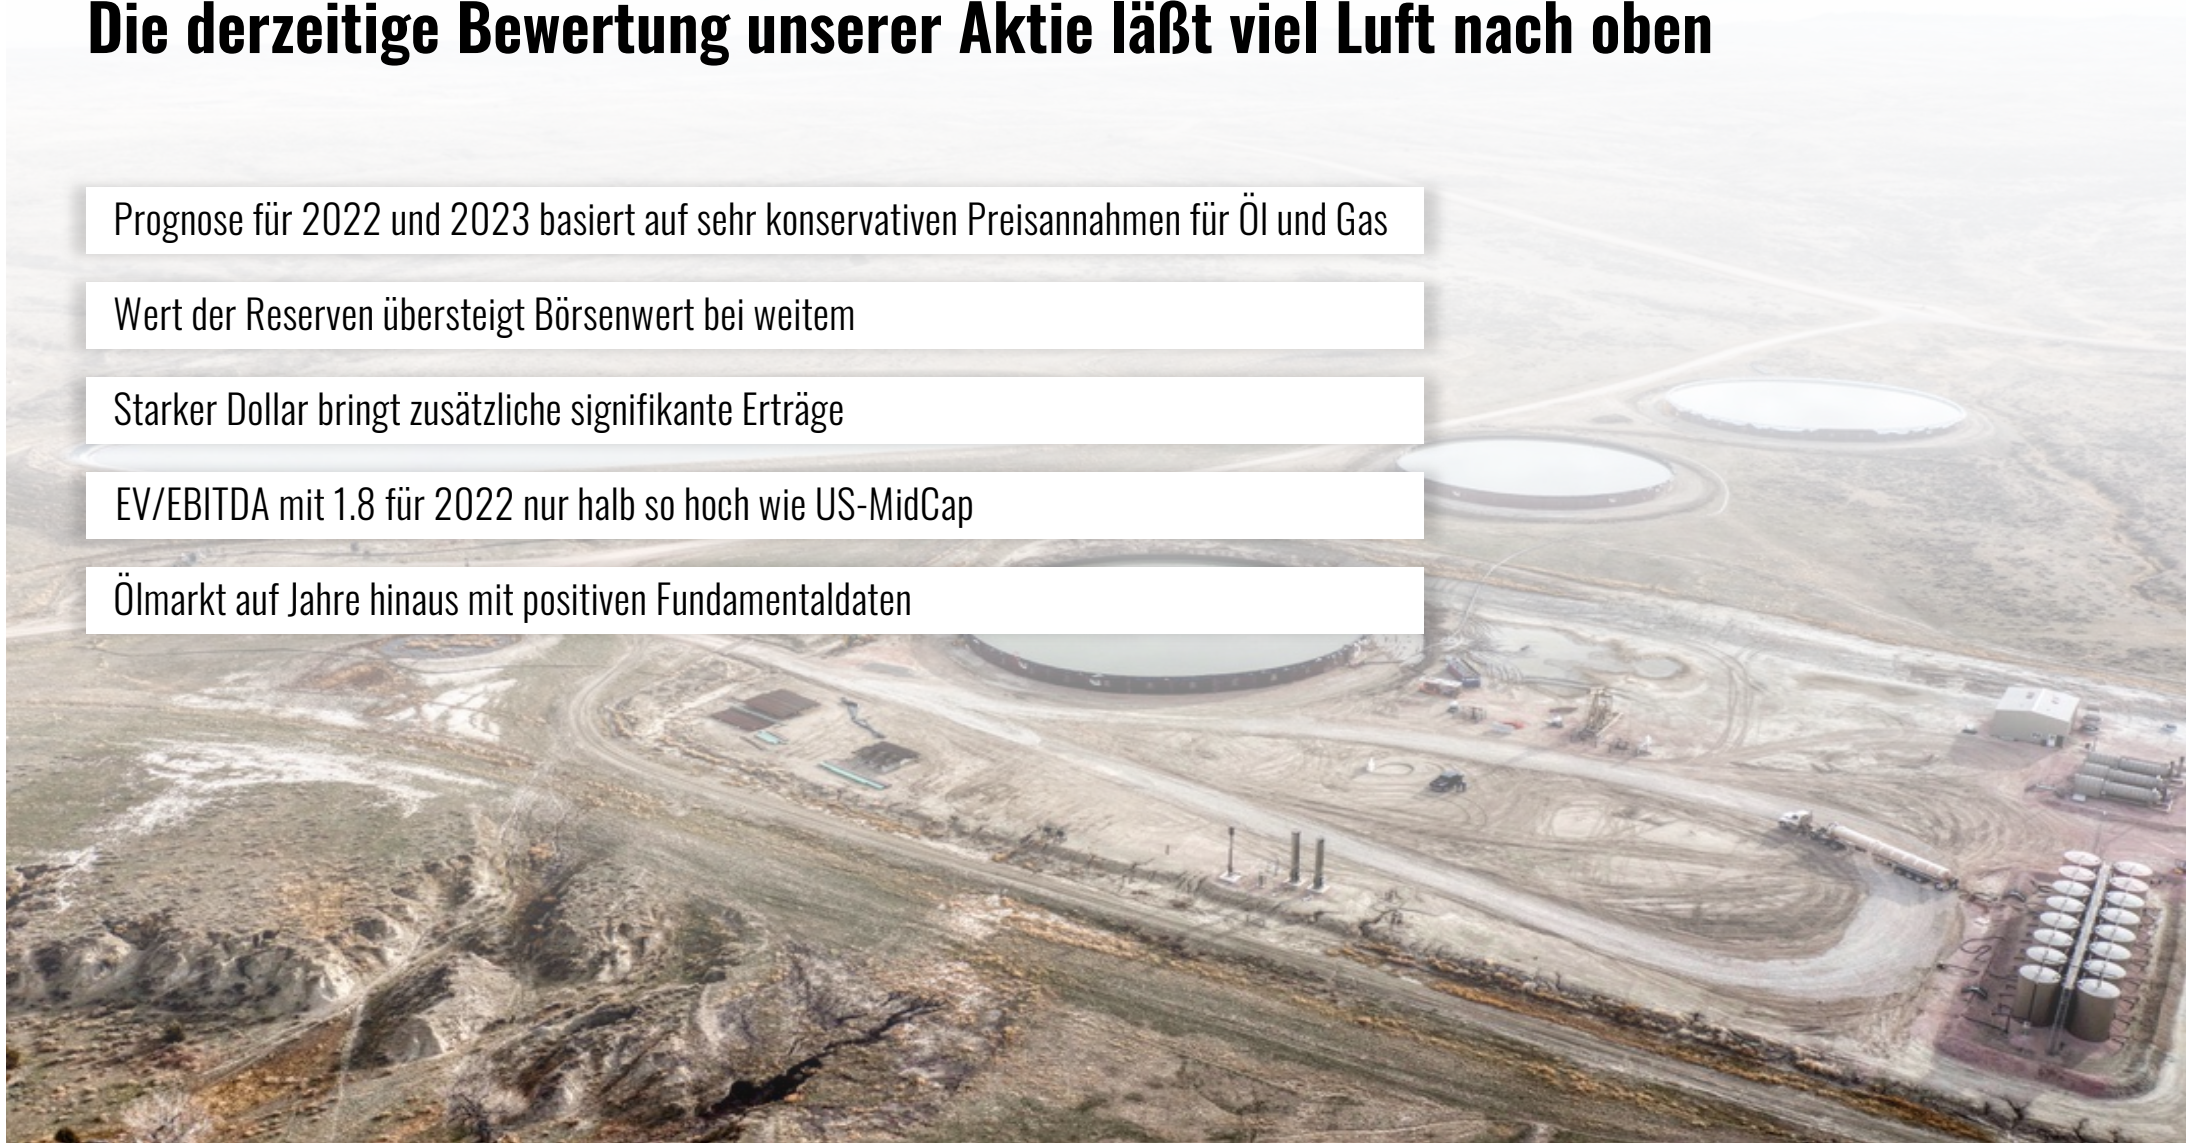 Die derzeitige Bewertung unserer Aktie läßt viel Luft nach oben
Prognose für 2022 und 2023 basiert auf sehr konservativen Preisannahmen für Öl und Gas
Wert der Reserven übersteigt Börsenwert bei weitem
Starker Dollar bringt zusätzliche signifikante Erträge
EV/EBITDA mit 1.8 für 2022 nur halb so hoch wie US-MidCap
Ölmarkt auf Jahre hinaus mit positiven Fundamentaldaten